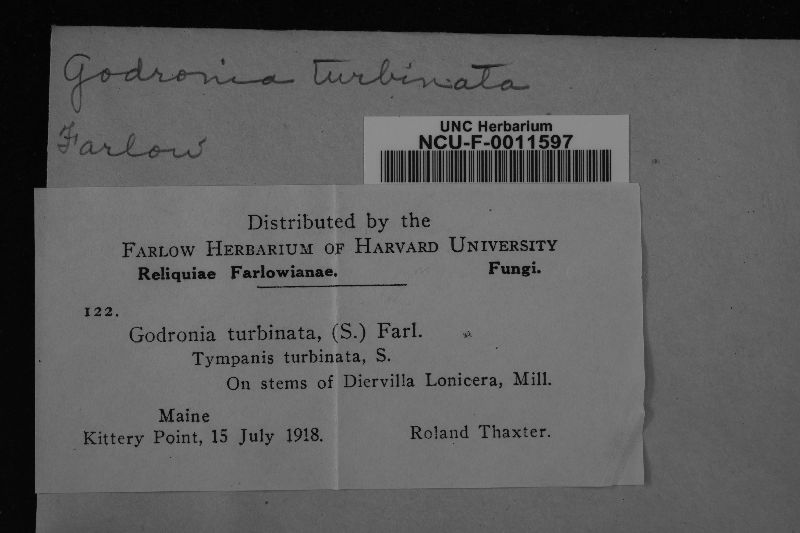 Godronia turbinata
Farlow
UNC Herbarium
NCU-F-0011597
Distributed by the
FARLOW HERBARIUM OF HARVARD UNIVERSITY
Reliquiae Farlowianae. Fungi.
122.
Godronia turbinata, (S.) Farl.
Tympanis turbinata, S.
On stems of Diervilla Lonicera, Mill.
Maine
Kittery Point, 15 July 1918. Roland Thaxter.